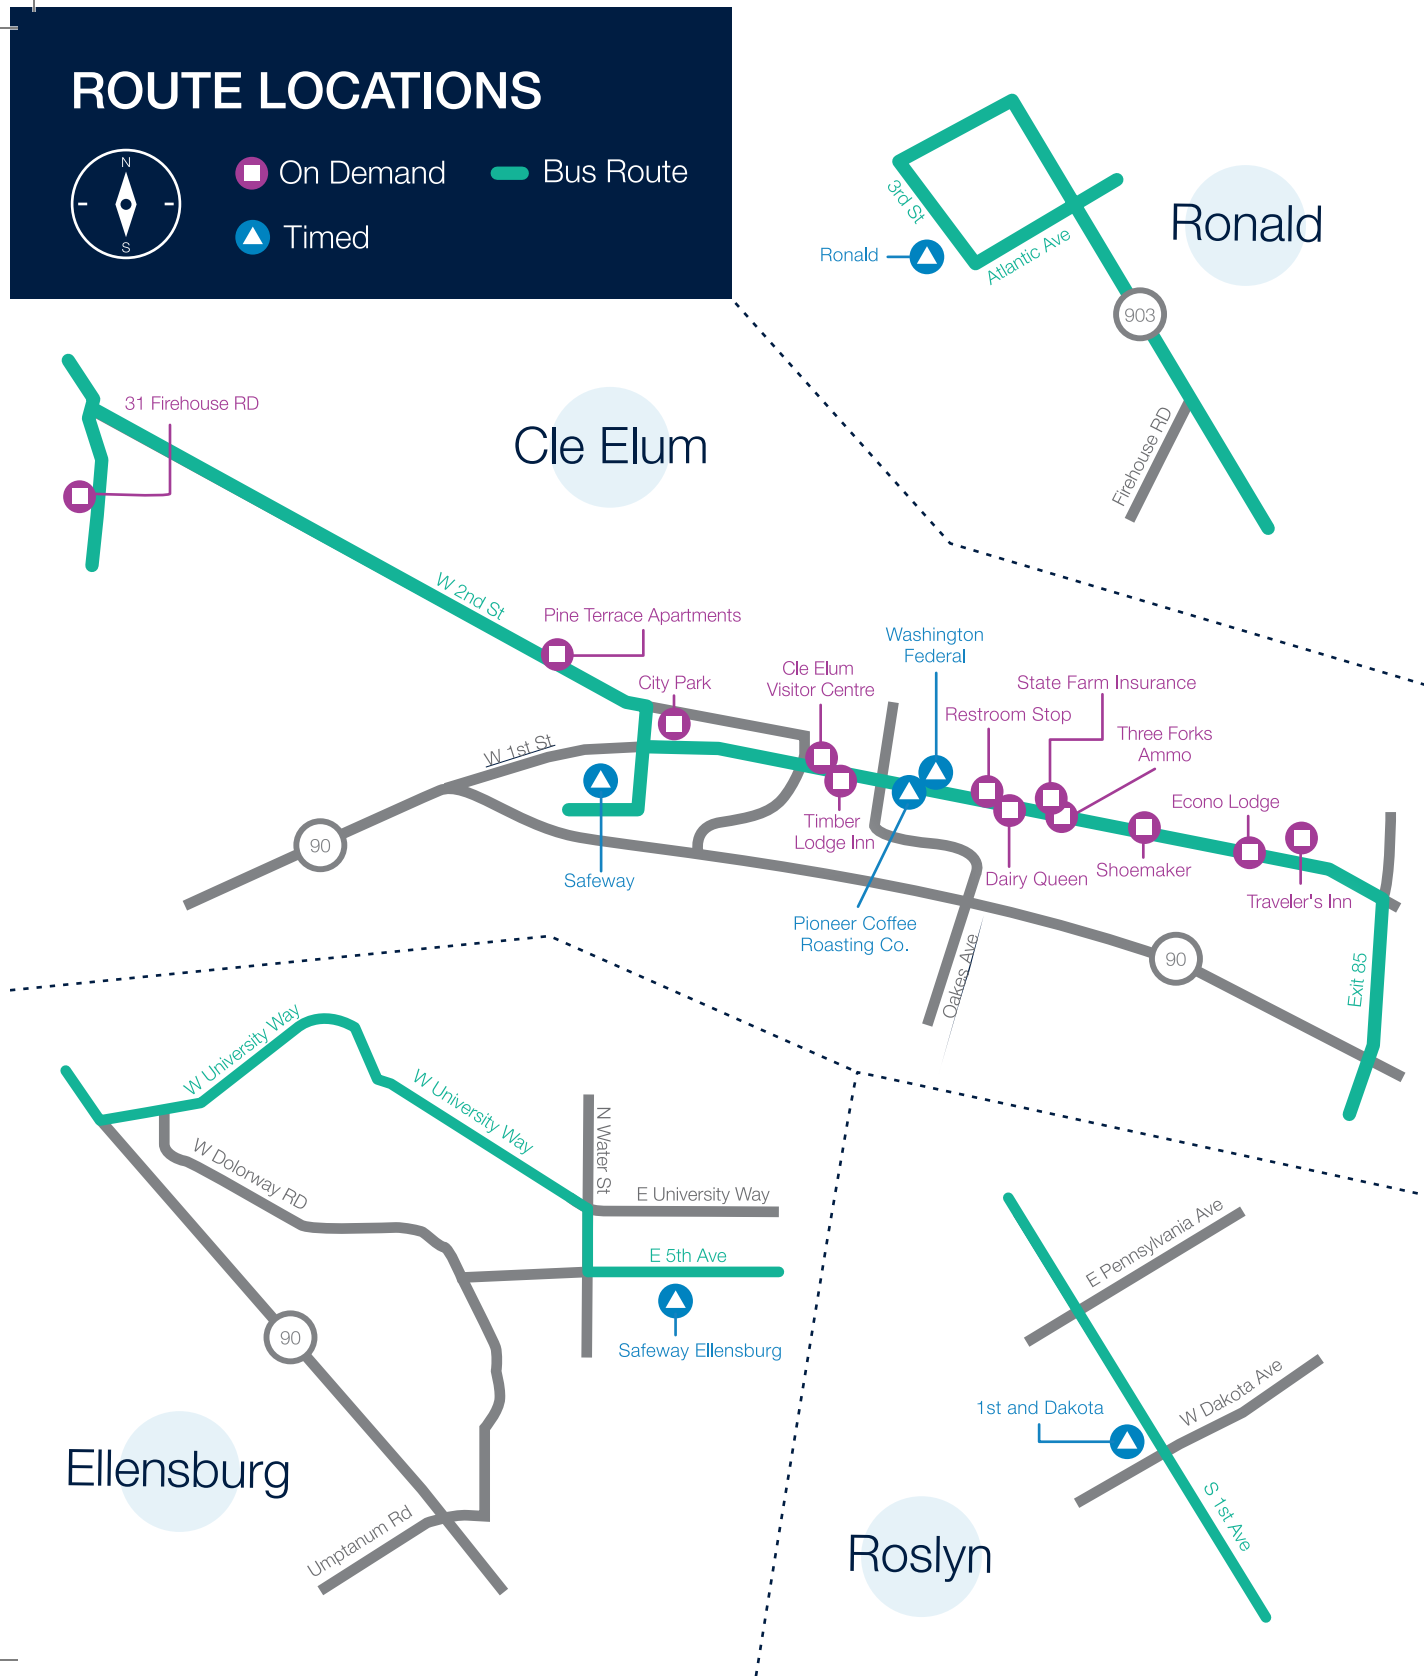 ROUTE LOCATIONS
N
S
On Demand
Bus Route
Timed
3rd St
Ronald
Atlantic Ave
Ronald
903
Firehouse RD
31 Firehouse RD
Cle Elum
W 2nd St
Pine Terrace Apartments
City Park
W 1st St
Cle Elum
Visitor Centre
Washington
Federal
Restroom Stop
State Farm Insurance
Three Forks
Ammo
Econo Lodge
90
Safeway
Timber
Lodge Inn
Pioneer Coffee
Roasting Co.
Dairy Queen
Shoemaker
Traveler's Inn
Oakes Ave
90
Exit 85
W University Way
W University Way
W Dolorway RD
N Water St
E University Way
E 5th Ave
Safeway Ellensburg
90
Ellensburg
Umptanum Rd
E Pennsylvania Ave
1st and Dakota
W Dakota Ave
S 1st Ave
Roslyn